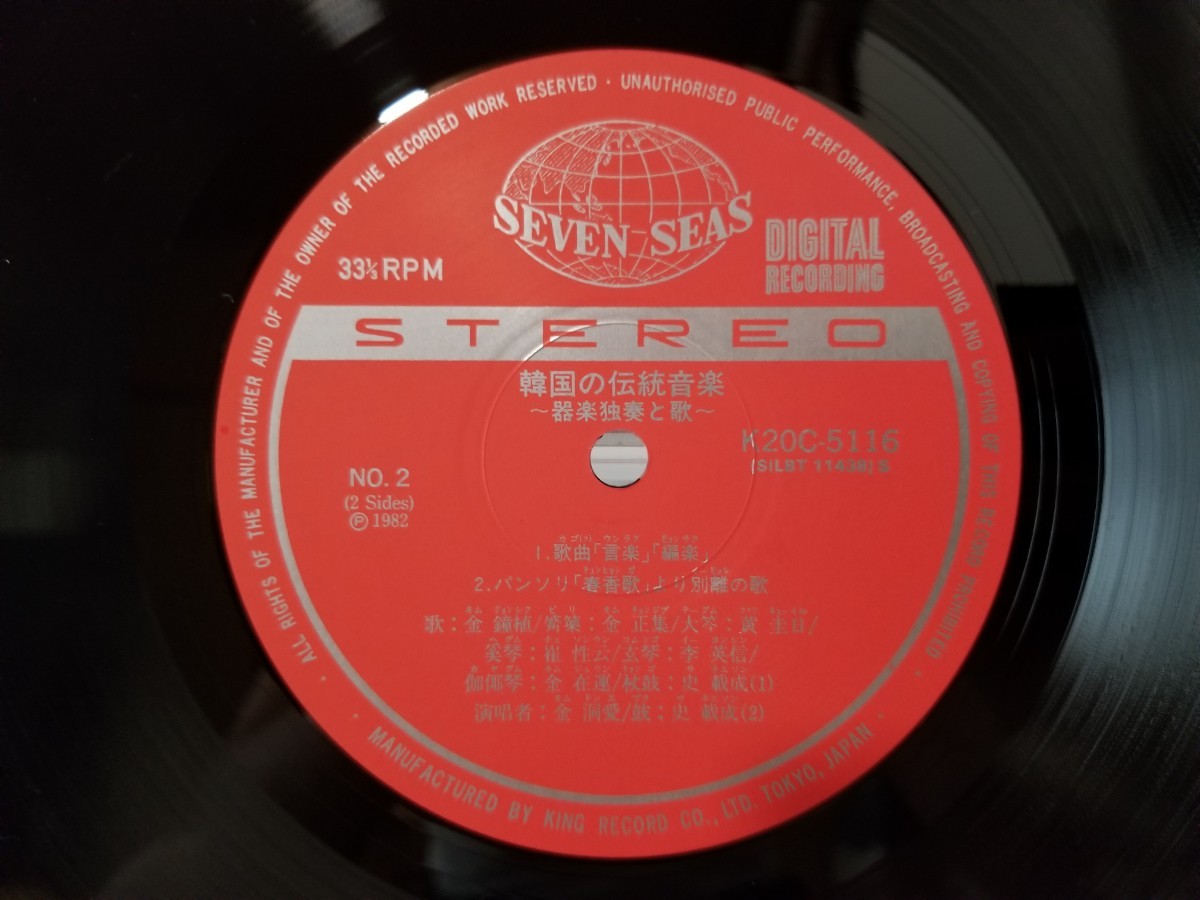 ALL RIGHTS OF THE MANUFACTURER AND OF THE OWNER OF THE RECORDED WORK RESERVED · UNAUTHORISED PUBLIC PERFORMANCE, BROADCASTING AND COPYING OF THIS RECORD PROHIBITED ·
SEVEN SEAS
DIGITAL
RECORDING
33⅓ RPM
STEREO
韓国の伝統音楽
～器楽独奏と歌～
K20C-5116
(SILBT 11438) S
NO. 2
(2 Sides)
Ⓟ 1982
1.歌曲「言楽」「編楽」
2.パンソリ「春香歌」より別離の歌
歌：金 鐘植/觱篥：金 正集/大琴：黄 圭日/
奚琴：崔 性云/玄琴：李 英信/
伽倻琴：金 在運/杖鼓：史 載成(1)
演唱者：金 洞愛/鼓：史 載成(2)
· MANUFACTURED BY KING RECORD CO., LTD. TOKYO, JAPAN ·